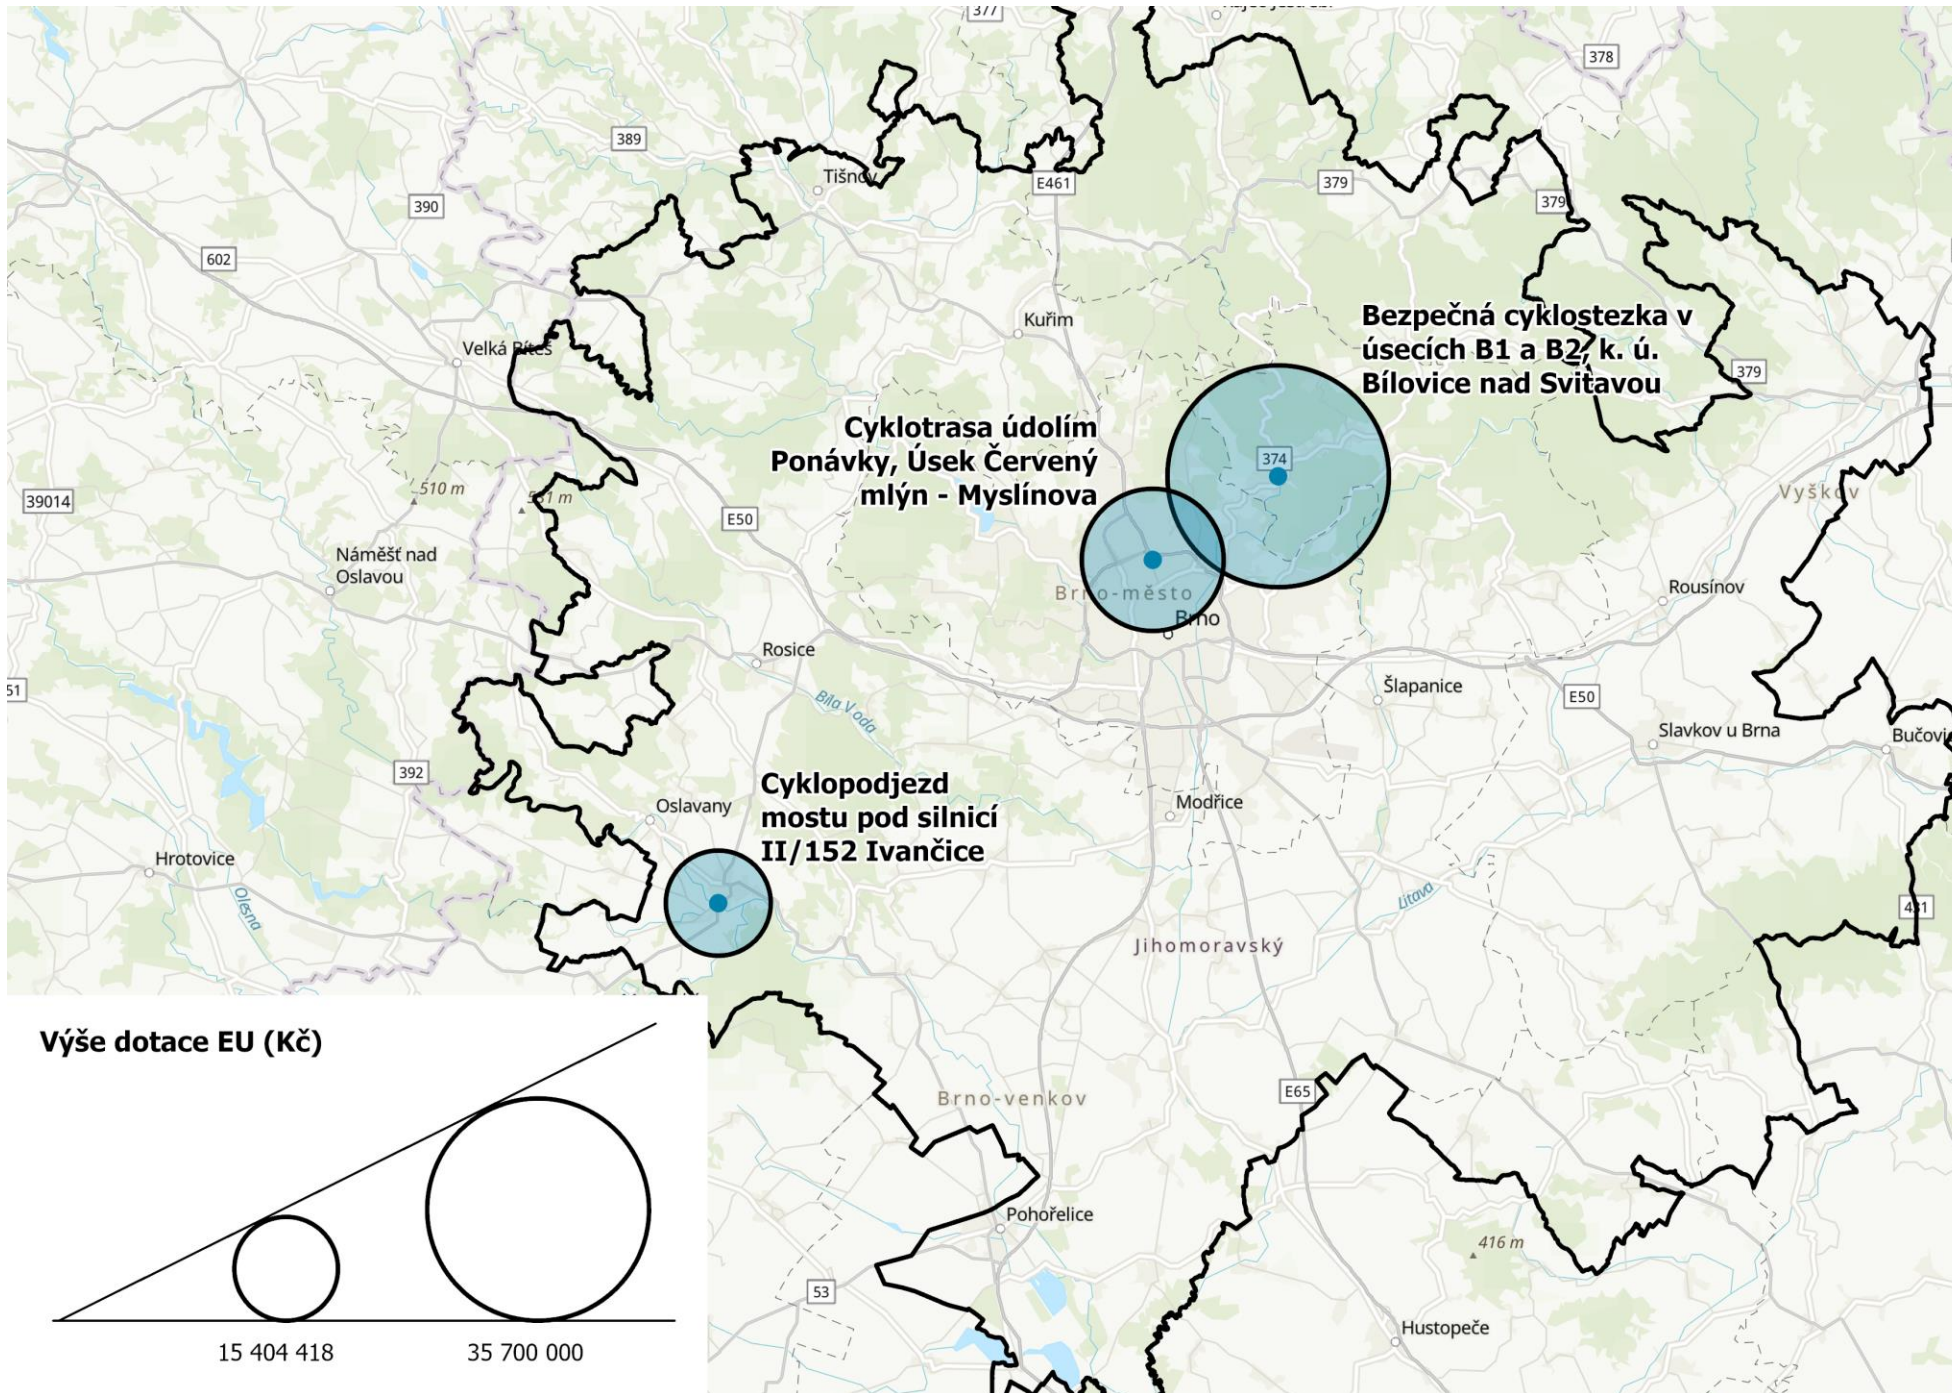 377
378
389
Tišnov
E461
379
379
390
602
Kuřim
Velká Bíteš
Bezpečná cyklostezka v
úsecích B1 a B2, k. ú.
Bílovice nad Svitavou
379
Cyklotrasa údolím
Ponávky, Úsek Červený
mlýn - Myslínova
374
510 m
39014
E50
Vyškov
Náměšť nad
Oslavou
Brno-město
Rousínov
Brno
Rosice
51
Bílá Voda
Šlapanice
E50
Slavkov u Brna
392
Cyklopodjezd
mostu pod silnicí
II/152 Ivančice
Oslavany
Modřice
Hrotovice
Olesna
Litava
Jihomoravský
Výše dotace EU (Kč)
Brno-venkov
E65
Pohořelice
416 m
53
Hustopeče
15 404 418
35 700 000